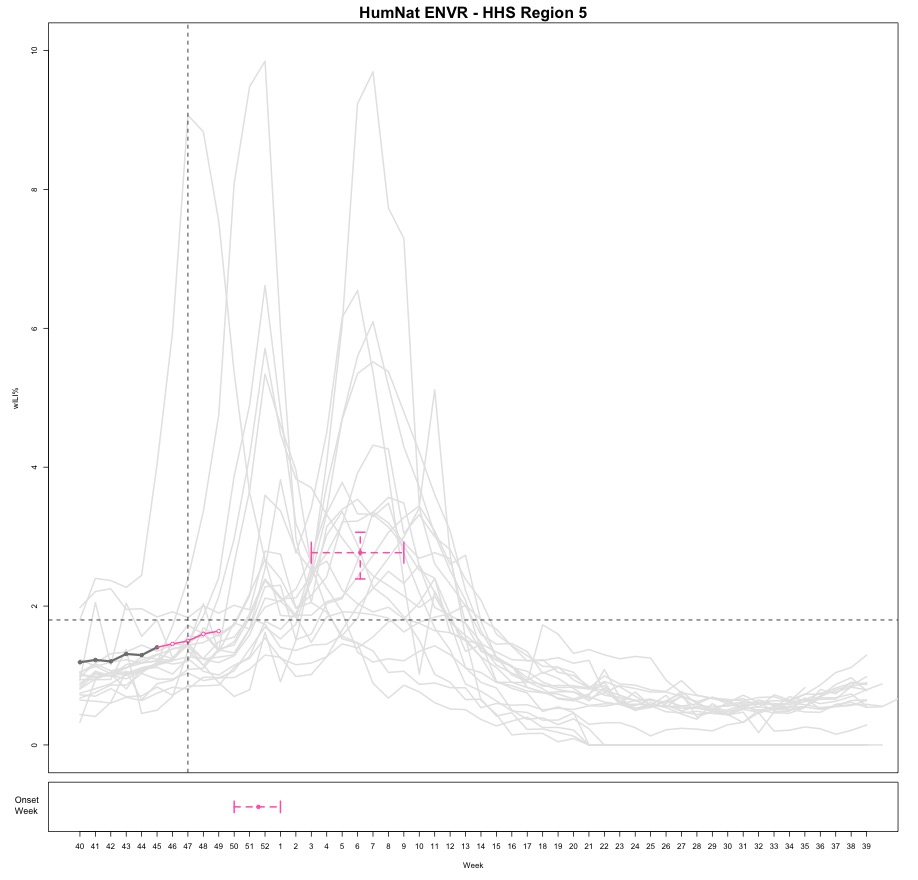 HumNat ENVR - HHS Region 5
10
8
6
4
2
0
wILI%
Onset
Week
40 41 42 43 44 45 46 47 48 49 50 51 52 1 2 3 4 5 6 7 8 9 10 11 12 13 14 15 16 17 18 19 20 21 22 23 24 25 26 27 28 29 30 31 32 33 34 35 36 37 38 39
Week